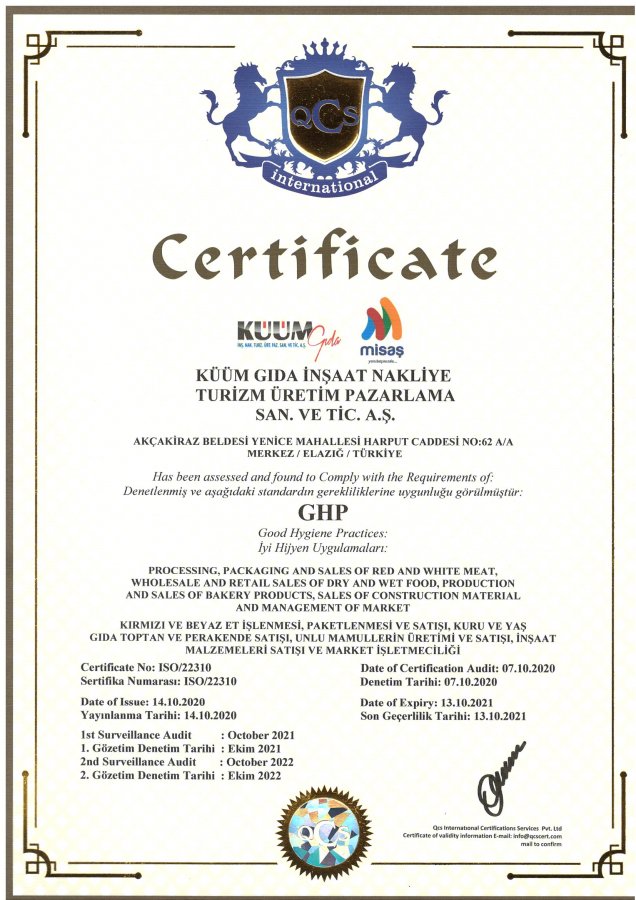 QCS
international
Certificate
KÜÜM Gıda
İNŞ. NAK. TURZ. ÜRE. PAZ. SAN. VE TİC. A.Ş.
misaş
KÜÜM GIDA İNŞAAT NAKLİYE
TURİZM ÜRETİM PAZARLAMA
SAN. VE TİC. A.Ş.
AKÇAKİRAZ BELDESİ YENİCE MAHALLESİ HARPUT CADDESİ NO:62 A/A
MERKEZ / ELAZIĞ / TÜRKİYE
Has been assessed and found to Comply with the Requirements of:
Denetlenmiş ve aşağıdaki standardın gerekliliklerine uygunluğu görülmüştür:
GHP
Good Hygiene Practices:
İyi Hijyen Uygulamaları:
PROCESSING, PACKAGING AND SALES OF RED AND WHITE MEAT,
WHOLESALE AND RETAIL SALES OF DRY AND WET FOOD, PRODUCTION
AND SALES OF BAKERY PRODUCTS, SALES OF CONSTRUCTION MATERIAL
AND MANAGEMENT OF MARKET
KIRMIZI VE BEYAZ ET İŞLENMESİ, PAKETLENMESİ VE SATIŞI, KURU VE YAŞ
GIDA TOPTAN VE PERAKENDE SATIŞI, UNLU MAMULLERİN ÜRETİMİ VE SATIŞI, İNŞAAT
MALZEMELERİ SATIŞI VE MARKET İŞLETMECİLİĞİ
Certificate No: ISO/22310
Sertifika Numarası: ISO/22310
Date of Certification Audit: 07.10.2020
Denetim Tarihi: 07.10.2020
Date of Issue: 14.10.2020
Yayınlanma Tarihi: 14.10.2020
Date of Expiry: 13.10.2021
Son Geçerlilik Tarihi: 13.10.2021
1st Surveillance Audit : October 2021
1. Gözetim Denetim Tarihi : Ekim 2021
2nd Surveillance Audit : October 2022
2. Gözetim Denetim Tarihi : Ekim 2022
QCS
Qcs International Certifications Services Pvt. Ltd
Certificate of validity information E-mail: info@qcscert.com
mail to confirm